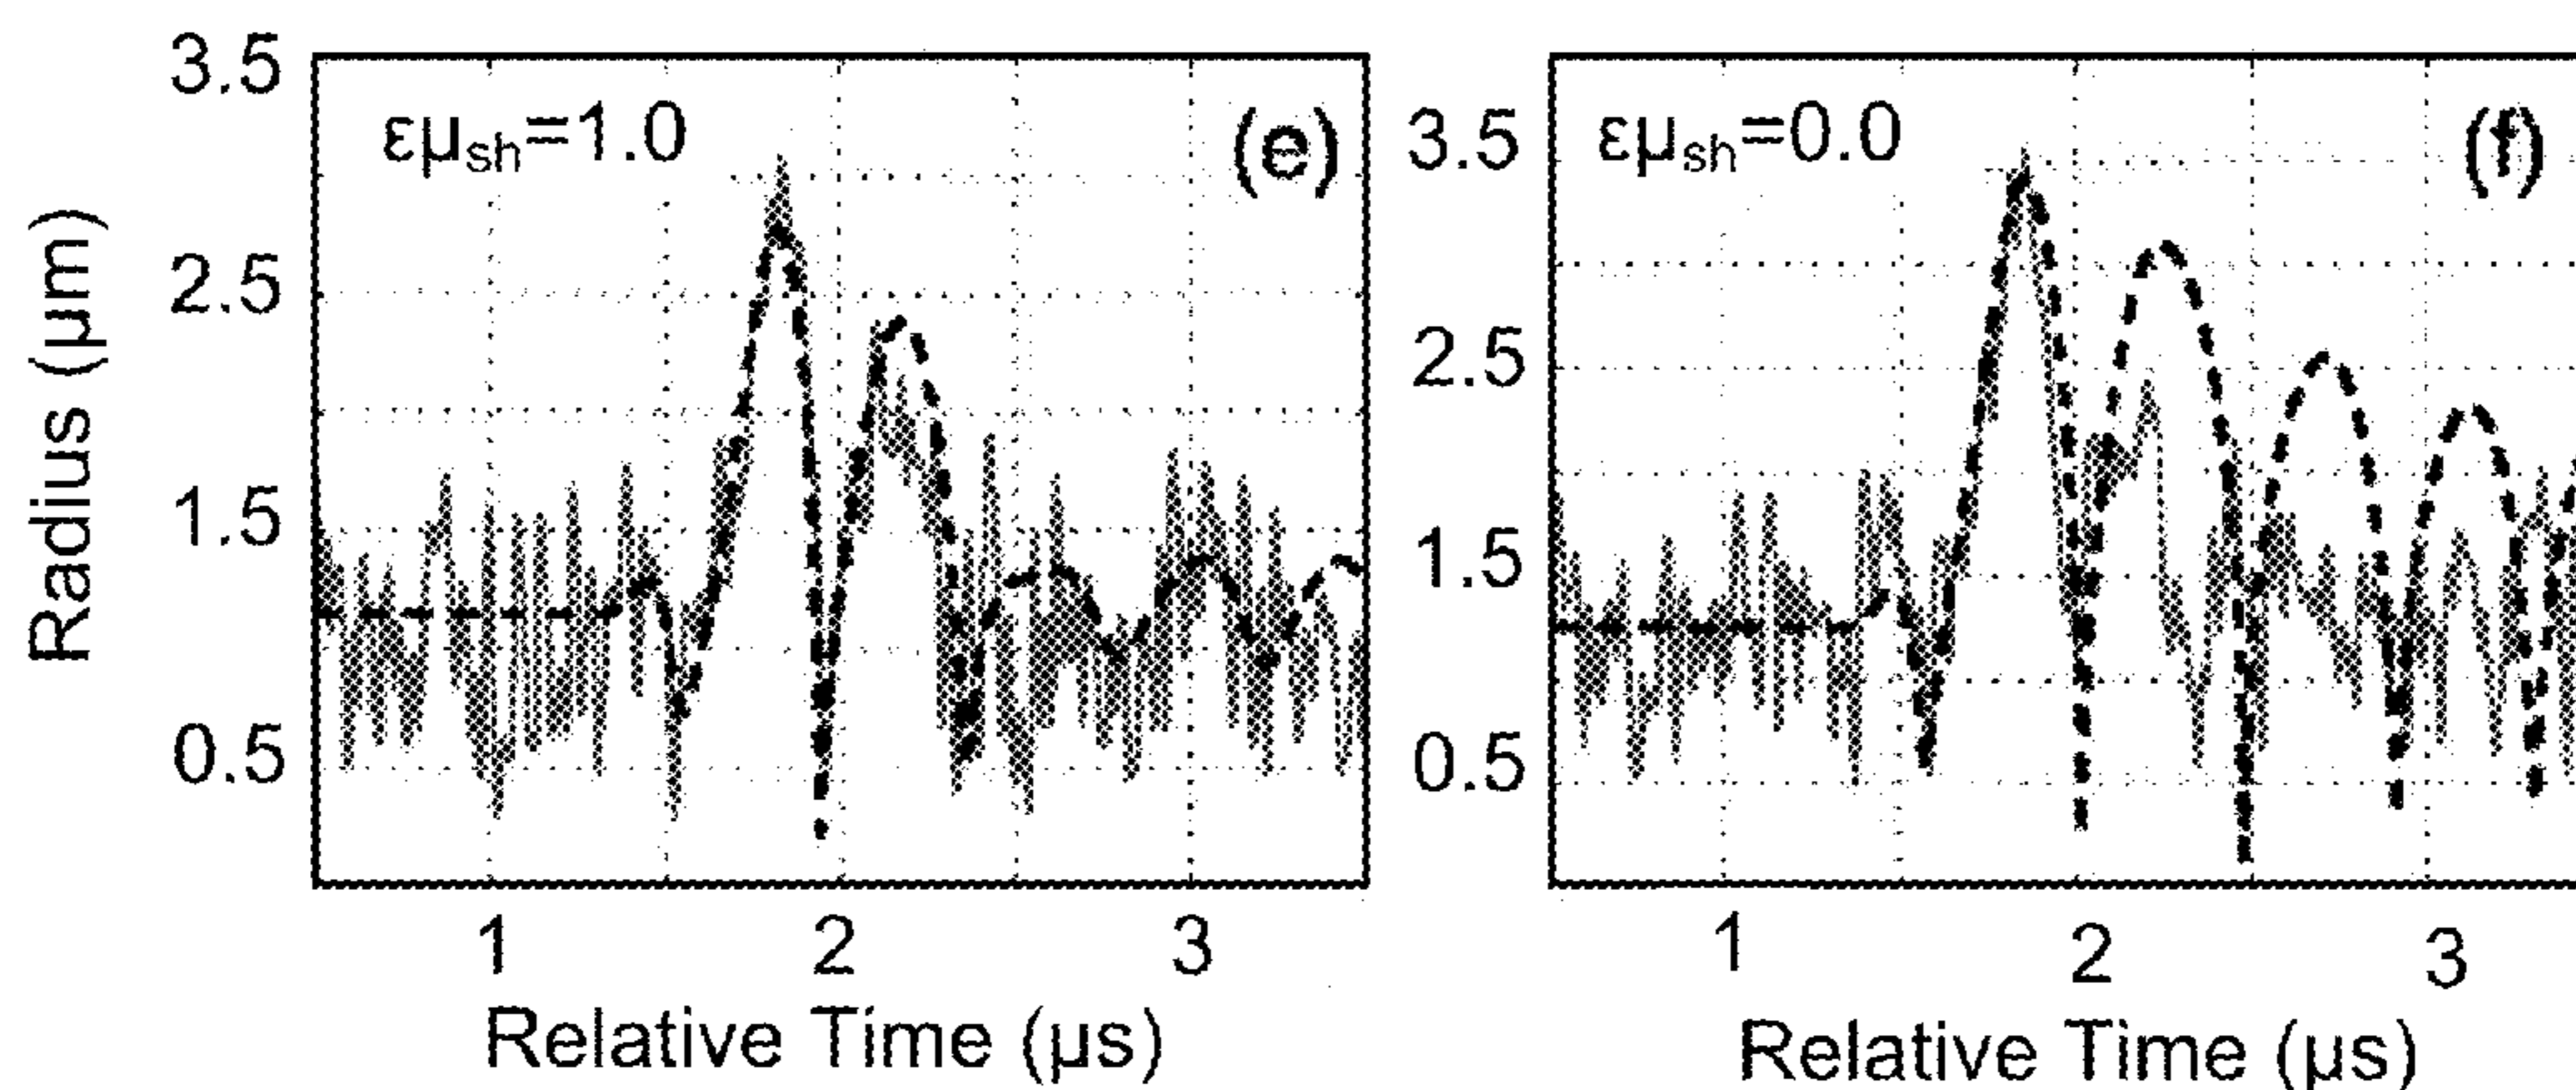 3.5
εμsh=1.0
(e)
2.5
1.5
0.5
Radius (μm)
1
2
3
Relative Time (μs)
3.5
εμsh=0.0
(f)
2.5
1.5
0.5
1
2
3
Relative Time (μs)